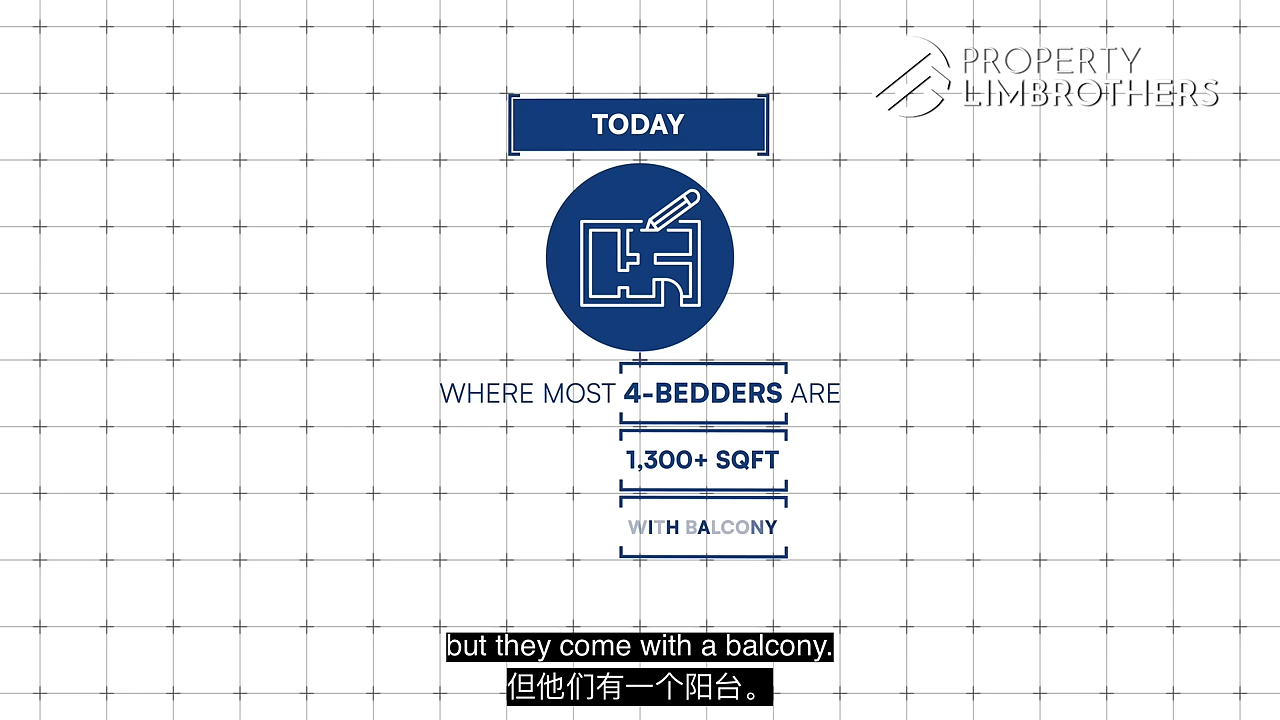 PROPERTY
LIMBROTHERS
TODAY
WHERE MOST 4-BEDDERS ARE
1,300+ SQFT
WITH BALCONY
but they come with a balcony.
但他们有一个阳台。